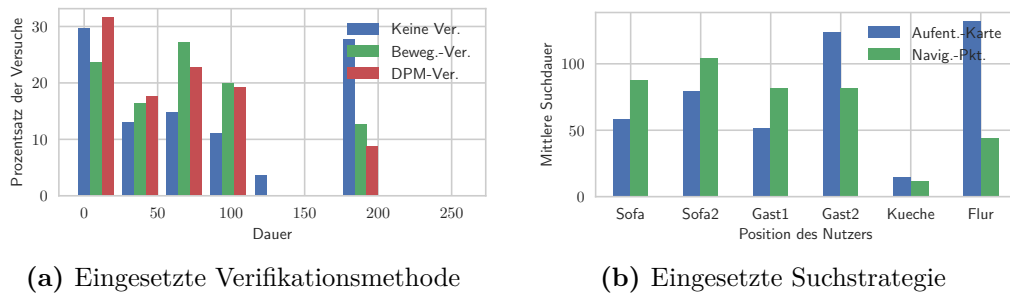 Prozentsatz der Versuche
30
20
10
0
0 50 100 150 200 250
Dauer
Keine Ver.
Beweg.-Ver.
DPM-Ver.
(a) Eingesetzte Verifikationsmethode
Mittlere Suchdauer
100
50
0
Sofa Sofa2 Gast1 Gast2 Kueche Flur
Position des Nutzers
Aufent.-Karte
Navig.-Pkt.
(b) Eingesetzte Suchstrategie